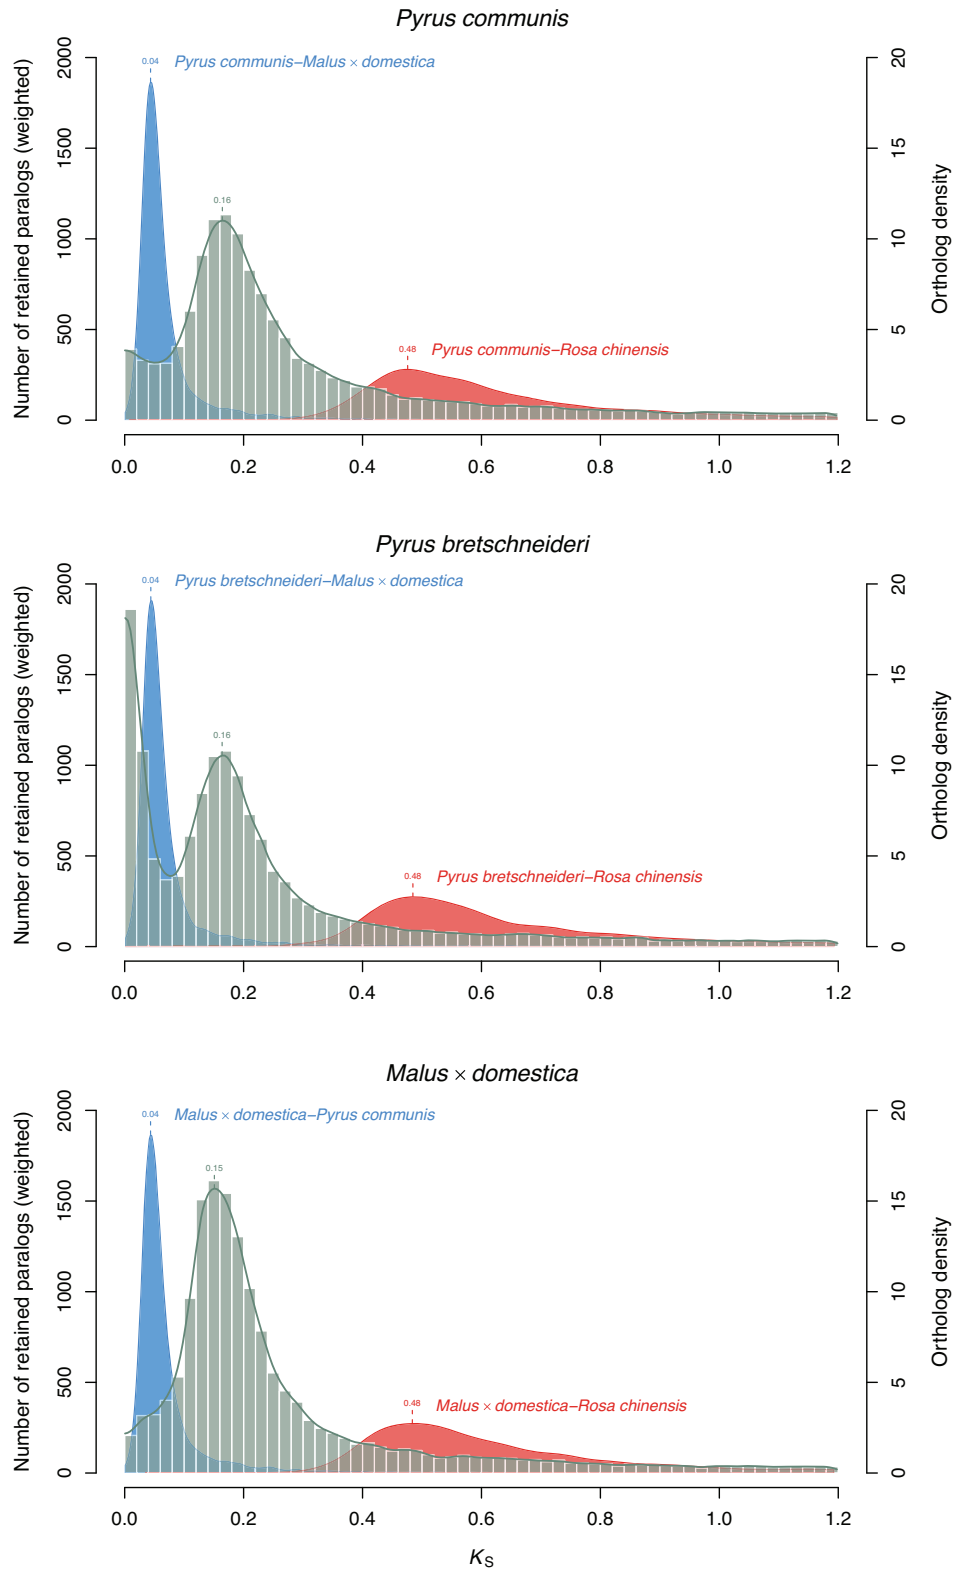 Pyrus communis
Number of retained paralogs (weighted)
0 500 1000 1500 2000
0.04 Pyrus communis–Malus × domestica
0.16
0.48 Pyrus communis–Rosa chinensis
0 5 10 15 20
Ortholog density
0.0 0.2 0.4 0.6 0.8 1.0 1.2
Pyrus bretschneideri
Number of retained paralogs (weighted)
0 500 1000 1500 2000
0.04 Pyrus bretschneideri–Malus × domestica
0.16
0.48 Pyrus bretschneideri–Rosa chinensis
0 5 10 15 20
Ortholog density
0.0 0.2 0.4 0.6 0.8 1.0 1.2
Malus × domestica
Number of retained paralogs (weighted)
0 500 1000 1500 2000
0.04 Malus × domestica–Pyrus communis
0.15
0.48 Malus × domestica–Rosa chinensis
0 5 10 15 20
Ortholog density
0.0 0.2 0.4 0.6 0.8 1.0 1.2
KS